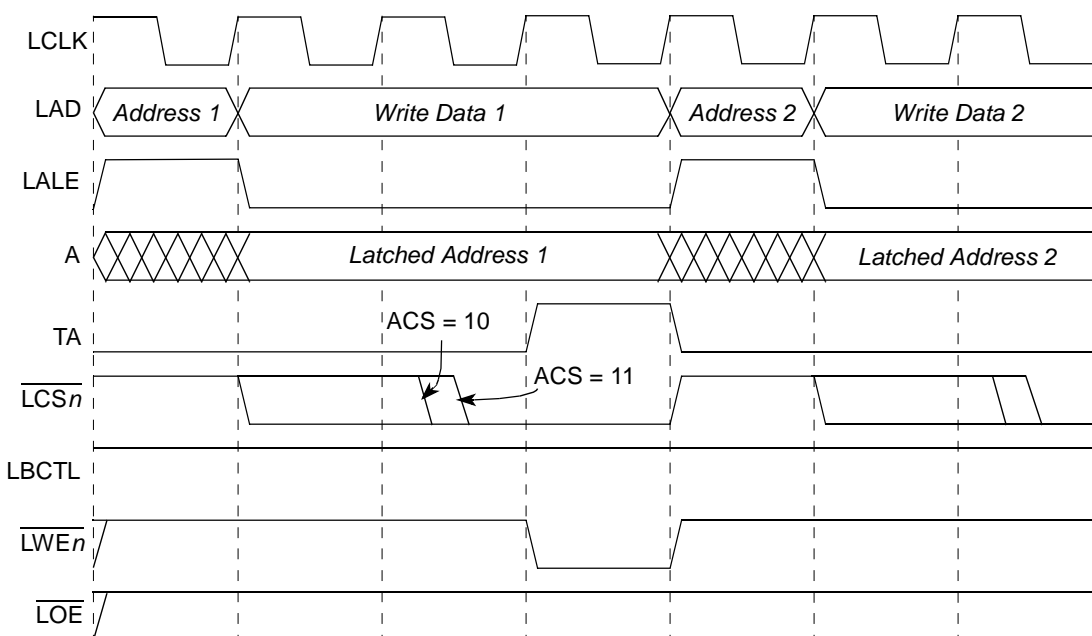 LCLK
LAD Address 1 Write Data 1 Address 2 Write Data 2
LALE
A Latched Address 1 Latched Address 2
TA
ACS = 10
LCSn
ACS = 11
LBCTL
LWEn
LOE